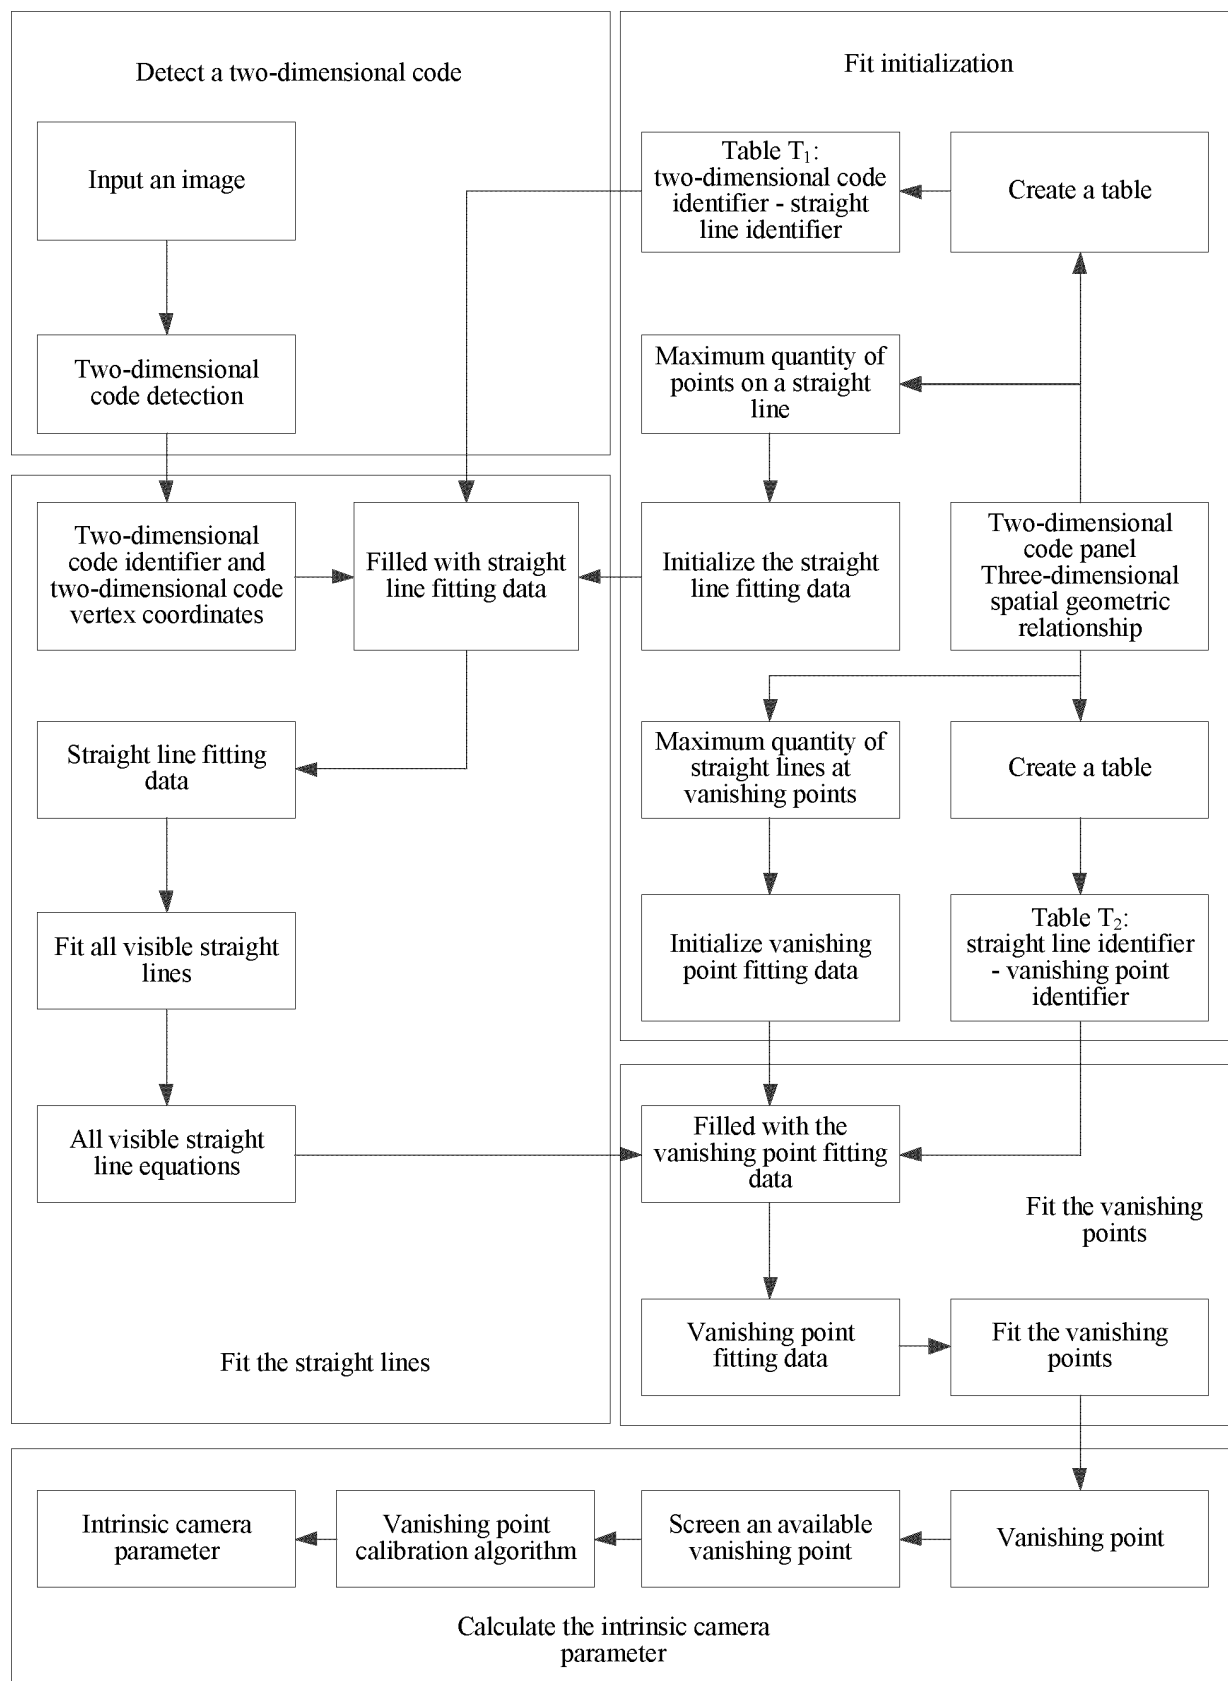 Detect a two-dimensional code
Input an image
Two-dimensional
code detection
Fit initialization
Table T₁:
two-dimensional code
identifier - straight
line identifier
Create a table
Maximum quantity of
points on a straight
line
Two-dimensional
code identifier and
two-dimensional code
vertex coordinates
Filled with straight
line fitting data
Initialize the straight
line fitting data
Two-dimensional
code panel
Three-dimensional
spatial geometric
relationship
Straight line fitting
data
Maximum quantity of
straight lines at
vanishing points
Create a table
Fit all visible straight
lines
Initialize vanishing
point fitting data
Table T₂:
straight line identifier
- vanishing point
identifier
All visible straight
line equations
Filled with the
vanishing point fitting
data
Fit the vanishing
points
Fit the straight lines
Vanishing point
fitting data
Fit the vanishing
points
Intrinsic camera
parameter
Vanishing point
calibration algorithm
Screen an available
vanishing point
Vanishing point
Calculate the intrinsic camera
parameter